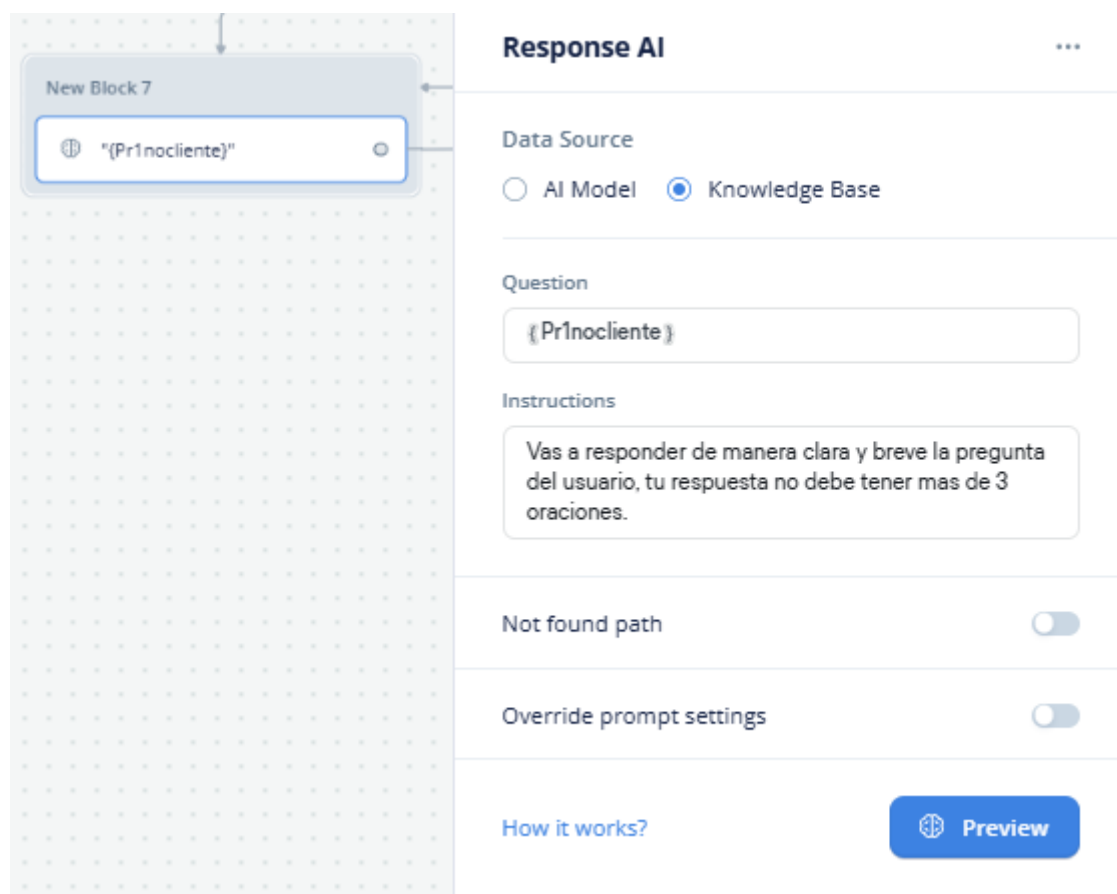 New Block 7
"{Pr1nocliente}"
Response AI
Data Source
AI Model
Knowledge Base
Question
{Pr1nocliente}
Instructions
Vas a responder de manera clara y breve la pregunta
del usuario, tu respuesta no debe tener mas de 3
oraciones.
Not found path
Override prompt settings
How it works?
Preview